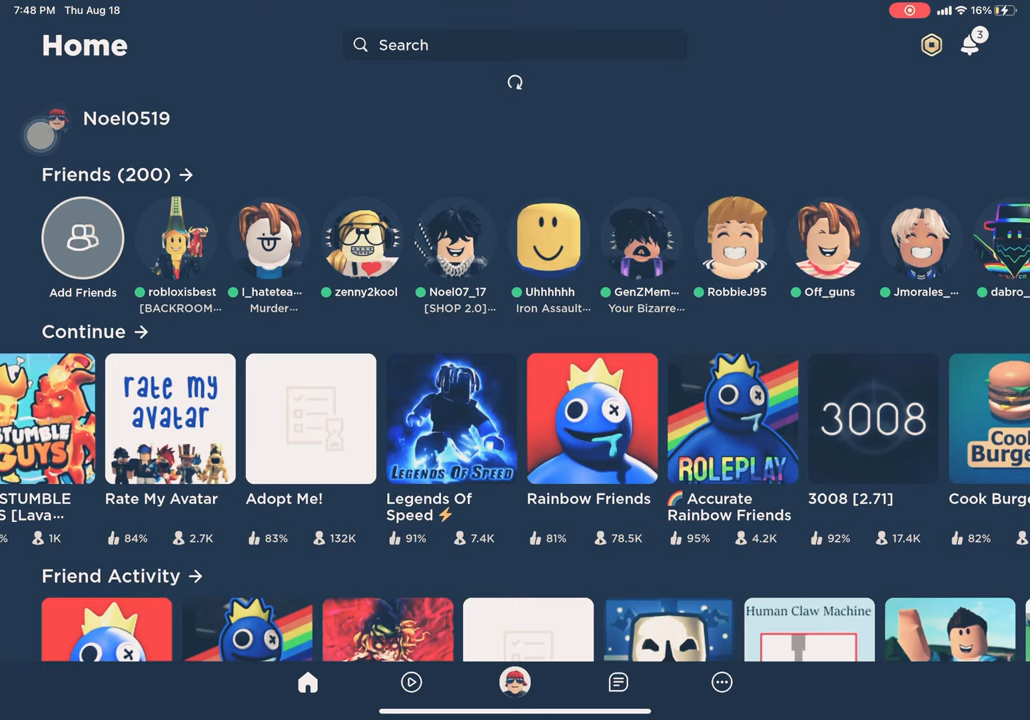 7:48 PM Thu Aug 18
16%
Home
Search
3
Noel0519
Friends (200) →
Add Friends
robloxisbest
I_hatetea...
zenny2kool
Noel07_17
Uhhhhhh
GenZMem...
RobbieJ95
Off_guns
Jmorales_...
dabro_
[BACKROOM...
Murder...
[SHOP 2.0]...
Iron Assault...
Your Bizarre...
Continue →
STUMBLE
GUYS
rate my
avatar
LEGENDS OF SPEED
ROLEPLAY
3008
Cook
Burge
STUMBLE
S [Lava...
Rate My Avatar
Adopt Me!
Legends Of
Speed ⚡
Rainbow Friends
🌈 Accurate
Rainbow Friends
3008 [2.71]
Cook Burge
% 1K
84% 2.7K
83% 132K
91% 7.4K
81% 78.5K
95% 4.2K
92% 17.4K
82%
Friend Activity →
Human Claw Machine